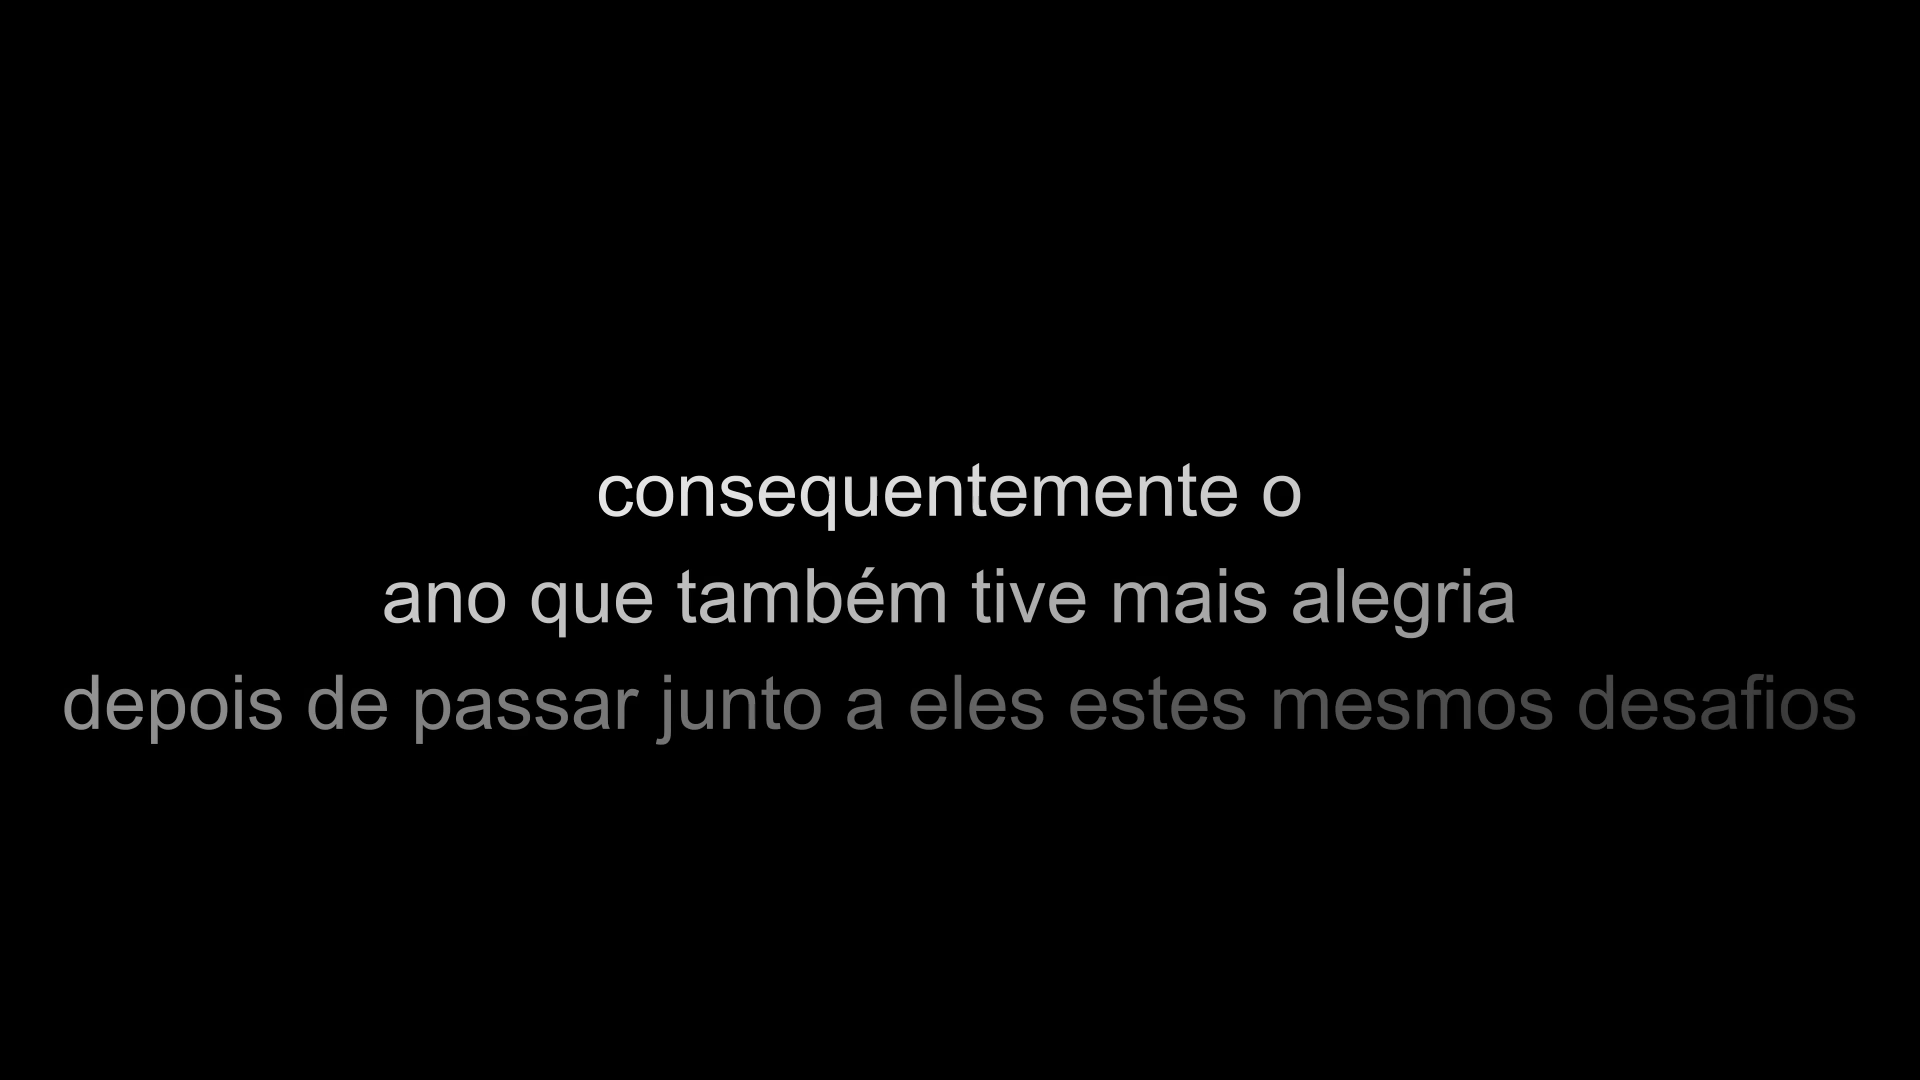 consequentemente o
ano que também tive mais alegria
depois de passar junto a eles estes mesmos desafios